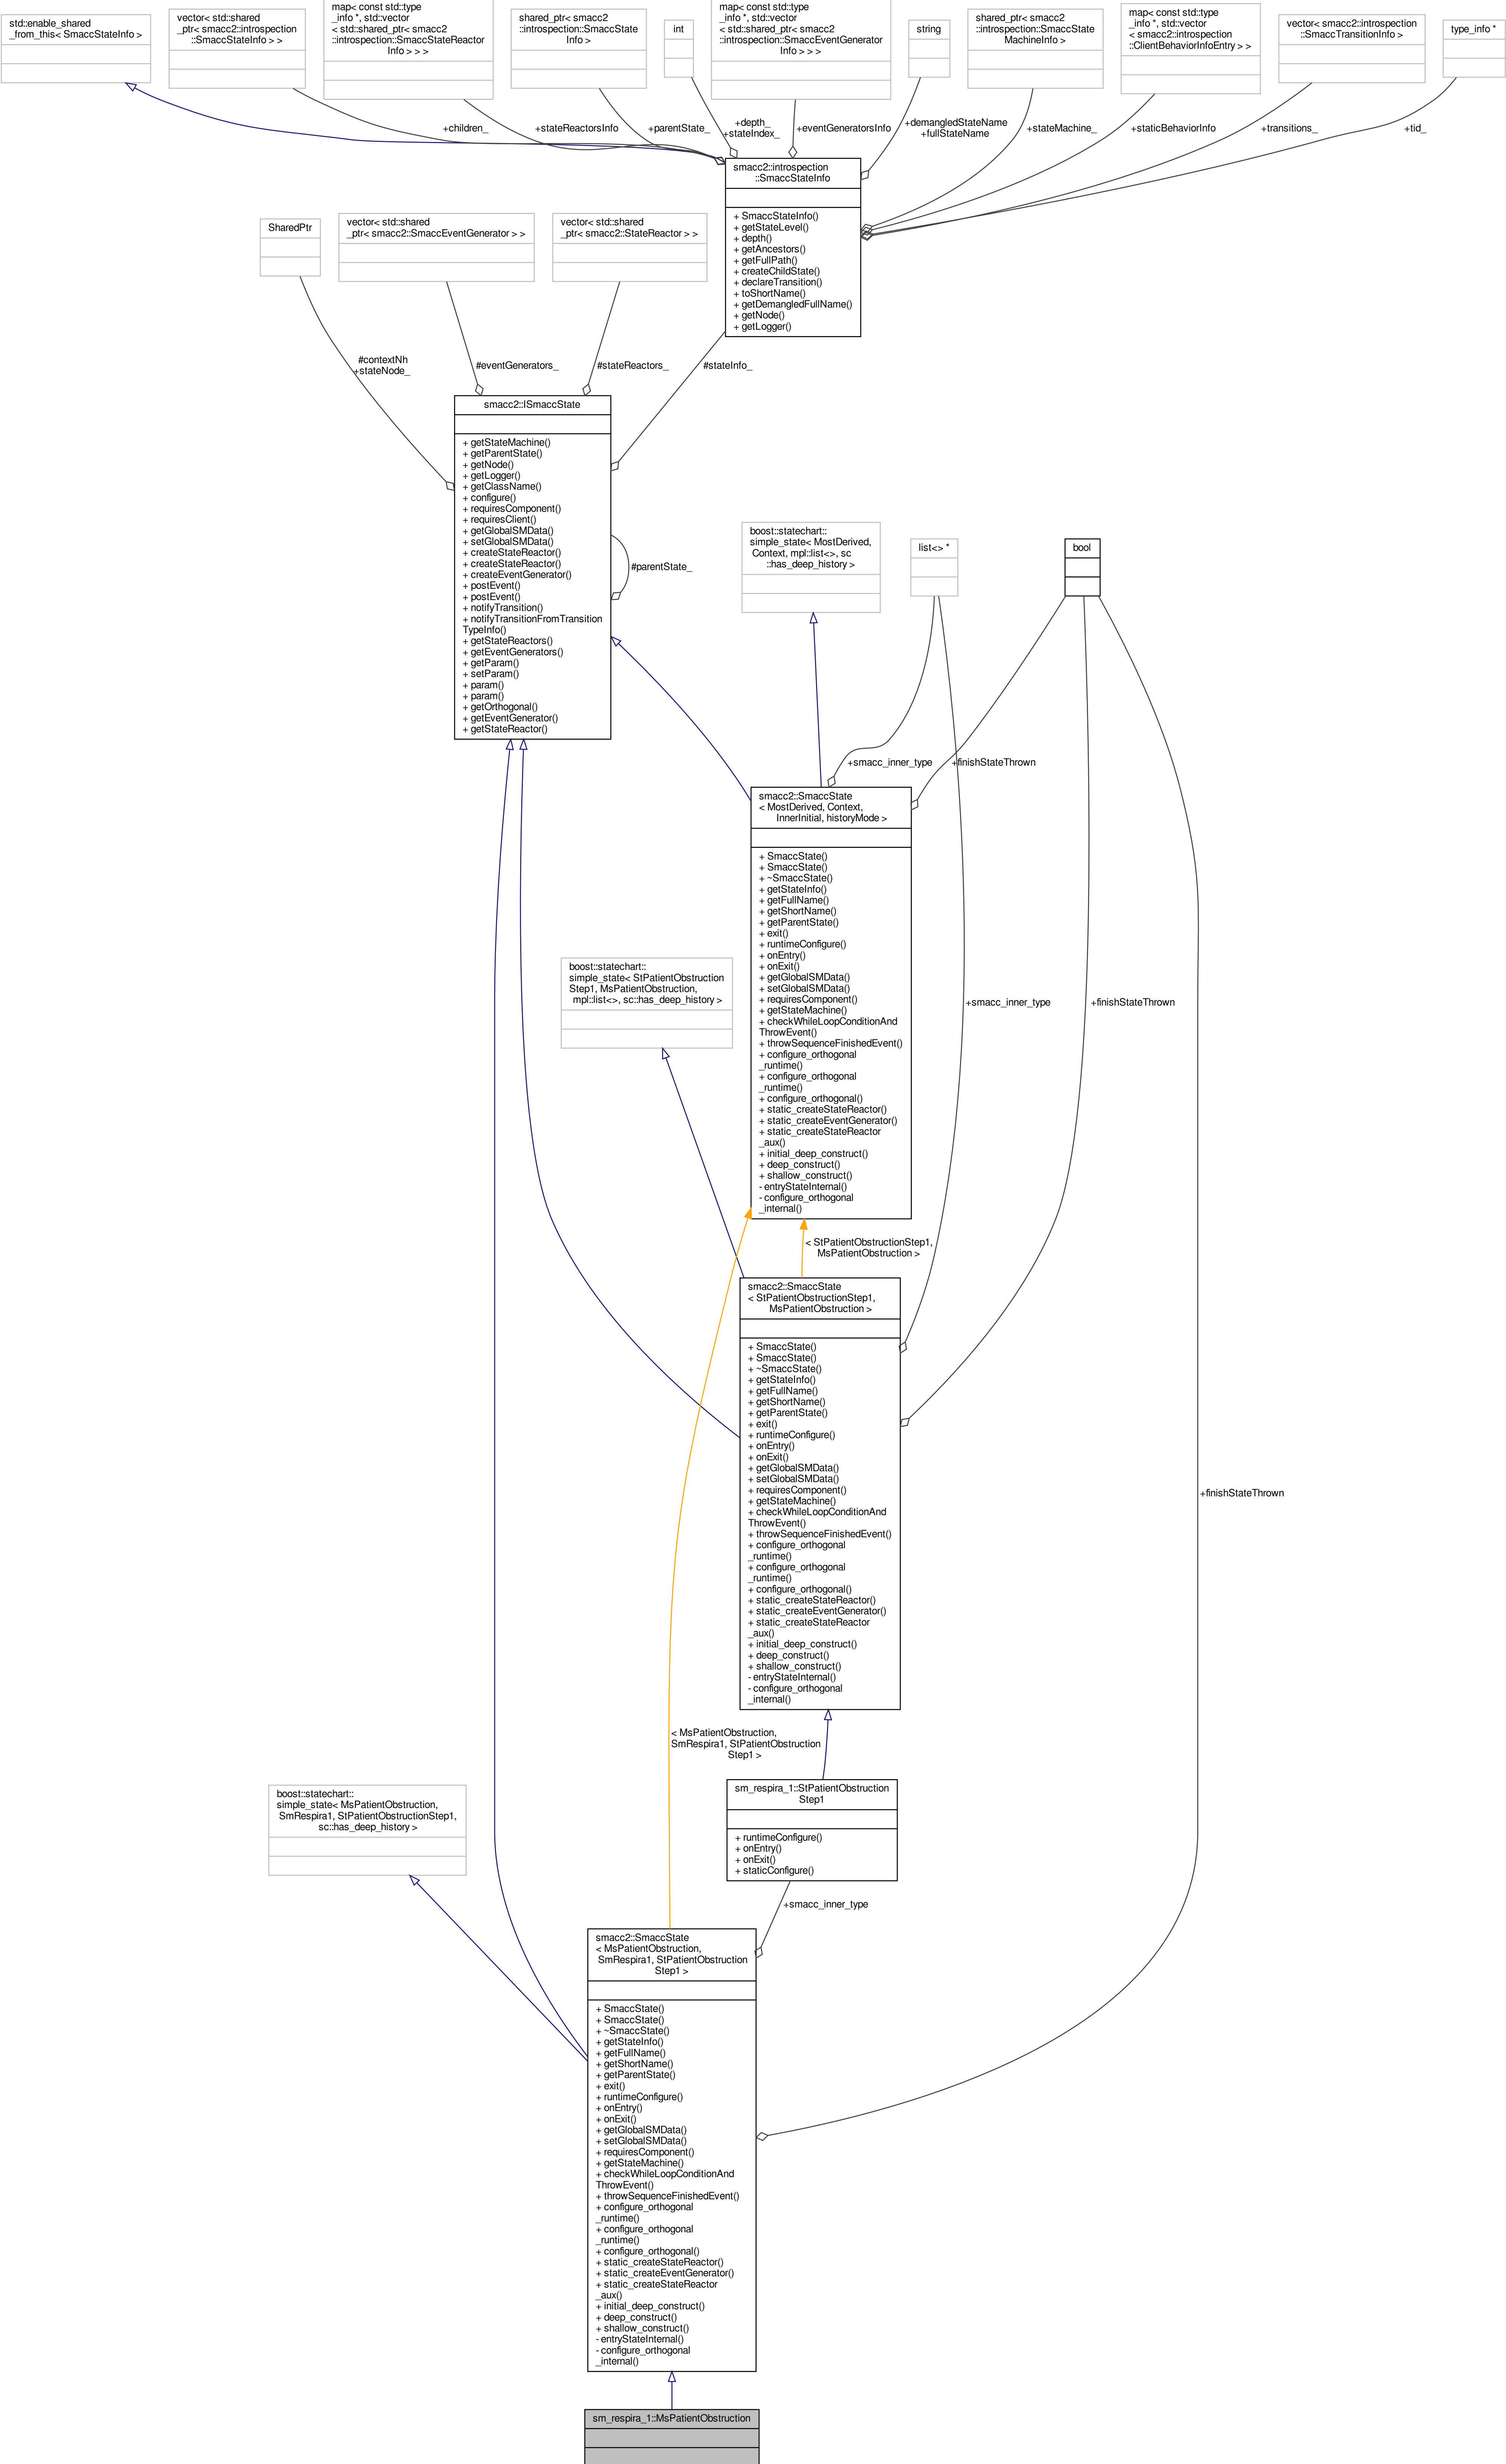 std::enable_shared
_from_this< SmaccStateInfo >
vector< std::shared
_ptr< smacc2::introspection
::SmaccStateInfo > >
map< const std::type
_info *, std::vector
< std::shared_ptr< smacc2
::introspection::SmaccStateReactor
Info > > >
shared_ptr< smacc2
::introspection::SmaccState
Info >
int
map< const std::type
_info *, std::vector
< std::shared_ptr< smacc2
::introspection::SmaccEventGenerator
Info > > >
string
shared_ptr< smacc2
::introspection::SmaccState
MachineInfo >
map< const std::type
_info *, std::vector
< smacc2::introspection
::ClientBehaviorInfoEntry > >
vector< smacc2::introspection
::SmaccTransitionInfo >
type_info *
+children_
+stateReactorsInfo
+parentState_
+depth_
+stateIndex_
+eventGeneratorsInfo
+demangledStateName
+fullStateName
+stateMachine_
+staticBehaviorInfo
+transitions_
+tid_
smacc2::introspection
::SmaccStateInfo
+ SmaccStateInfo()
+ getStateLevel()
+ depth()
+ getAncestors()
+ getFullPath()
+ createChildState()
+ declareTransition()
+ toShortName()
+ getDemangledFullName()
+ getNode()
+ getLogger()
SharedPtr
vector< std::shared
_ptr< smacc2::SmaccEventGenerator > >
vector< std::shared
_ptr< smacc2::StateReactor > >
#contextNh
+stateNode_
#eventGenerators_
#stateReactors_
#stateInfo_
smacc2::ISmaccState
+ getStateMachine()
+ getParentState()
+ getNode()
+ getLogger()
+ getClassName()
+ configure()
+ requiresComponent()
+ requiresClient()
+ getGlobalSMData()
+ setGlobalSMData()
+ createStateReactor()
+ createStateReactor()
+ createEventGenerator()
+ postEvent()
+ postEvent()
+ notifyTransition()
+ notifyTransitionFromTransition
TypeInfo()
+ getStateReactors()
+ getEventGenerators()
+ getParam()
+ setParam()
+ param()
+ param()
+ getOrthogonal()
+ getEventGenerator()
+ getStateReactor()
#parentState_
boost::statechart::
simple_state< MostDerived,
Context, mpl::list<>, sc
::has_deep_history >
list<> *
bool
+smacc_inner_type
+finishStateThrown
smacc2::SmaccState
< MostDerived, Context,
InnerInitial, historyMode >
+ SmaccState()
+ SmaccState()
+ ~SmaccState()
+ getStateInfo()
+ getFullName()
+ getShortName()
+ getParentState()
+ exit()
+ runtimeConfigure()
+ onEntry()
+ onExit()
+ getGlobalSMData()
+ setGlobalSMData()
+ requiresComponent()
+ getStateMachine()
+ checkWhileLoopConditionAnd
ThrowEvent()
+ throwSequenceFinishedEvent()
+ configure_orthogonal
_runtime()
+ configure_orthogonal
_runtime()
+ configure_orthogonal()
+ static_createStateReactor()
+ static_createEventGenerator()
+ static_createStateReactor
_aux()
+ initial_deep_construct()
+ deep_construct()
+ shallow_construct()
- entryStateInternal()
- configure_orthogonal
_internal()
boost::statechart::
simple_state< StPatientObstruction
Step1, MsPatientObstruction,
mpl::list<>, sc::has_deep_history >
+smacc_inner_type
+finishStateThrown
< StPatientObstructionStep1,
MsPatientObstruction >
smacc2::SmaccState
< StPatientObstructionStep1,
MsPatientObstruction >
+ SmaccState()
+ SmaccState()
+ ~SmaccState()
+ getStateInfo()
+ getFullName()
+ getShortName()
+ getParentState()
+ exit()
+ runtimeConfigure()
+ onEntry()
+ onExit()
+ getGlobalSMData()
+ setGlobalSMData()
+ requiresComponent()
+ getStateMachine()
+ checkWhileLoopConditionAnd
ThrowEvent()
+ throwSequenceFinishedEvent()
+ configure_orthogonal
_runtime()
+ configure_orthogonal
_runtime()
+ configure_orthogonal()
+ static_createStateReactor()
+ static_createEventGenerator()
+ static_createStateReactor
_aux()
+ initial_deep_construct()
+ deep_construct()
+ shallow_construct()
- entryStateInternal()
- configure_orthogonal
_internal()
+finishStateThrown
< MsPatientObstruction,
SmRespira1, StPatientObstruction
Step1 >
boost::statechart::
simple_state< MsPatientObstruction,
SmRespira1, StPatientObstructionStep1,
sc::has_deep_history >
sm_respira_1::StPatientObstruction
Step1
+ runtimeConfigure()
+ onEntry()
+ onExit()
+ staticConfigure()
+smacc_inner_type
smacc2::SmaccState
< MsPatientObstruction,
SmRespira1, StPatientObstruction
Step1 >
+ SmaccState()
+ SmaccState()
+ ~SmaccState()
+ getStateInfo()
+ getFullName()
+ getShortName()
+ getParentState()
+ exit()
+ runtimeConfigure()
+ onEntry()
+ onExit()
+ getGlobalSMData()
+ setGlobalSMData()
+ requiresComponent()
+ getStateMachine()
+ checkWhileLoopConditionAnd
ThrowEvent()
+ throwSequenceFinishedEvent()
+ configure_orthogonal
_runtime()
+ configure_orthogonal
_runtime()
+ configure_orthogonal()
+ static_createStateReactor()
+ static_createEventGenerator()
+ static_createStateReactor
_aux()
+ initial_deep_construct()
+ deep_construct()
+ shallow_construct()
- entryStateInternal()
- configure_orthogonal
_internal()
sm_respira_1::MsPatientObstruction